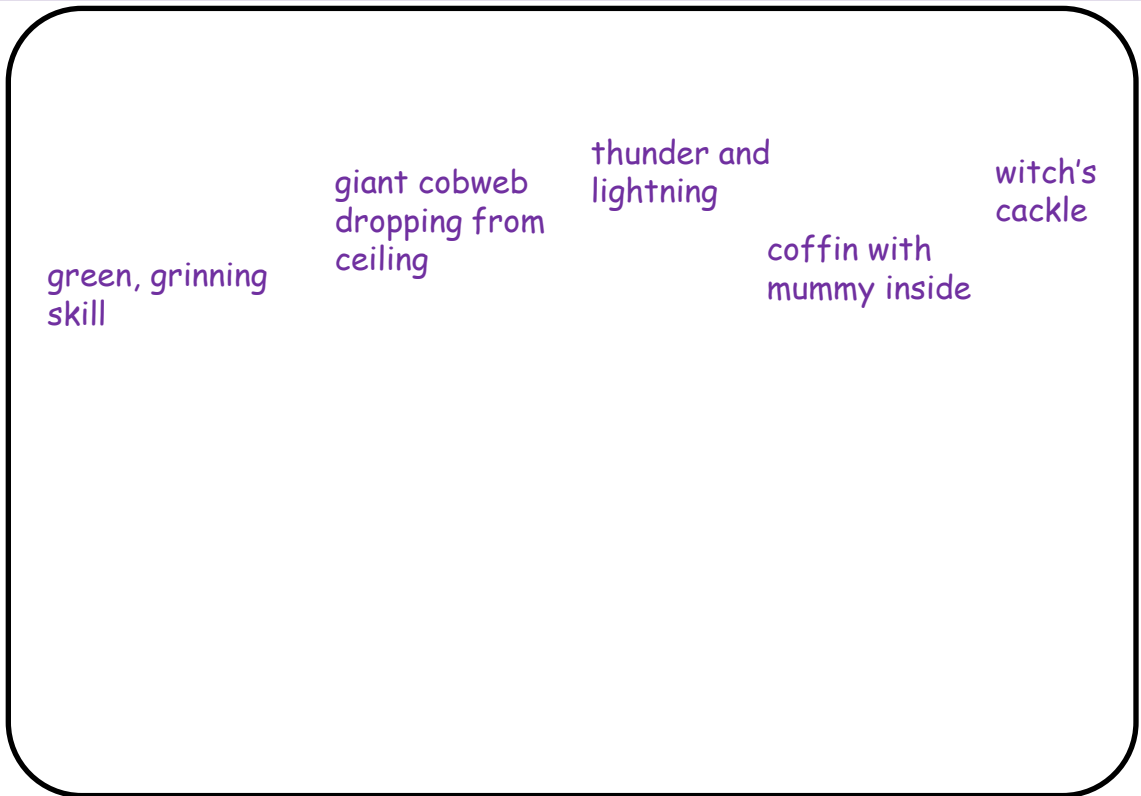 green, grinning
skill
giant cobweb
dropping from
ceiling
thunder and
lightning
coffin with
mummy inside
witch's
cackle